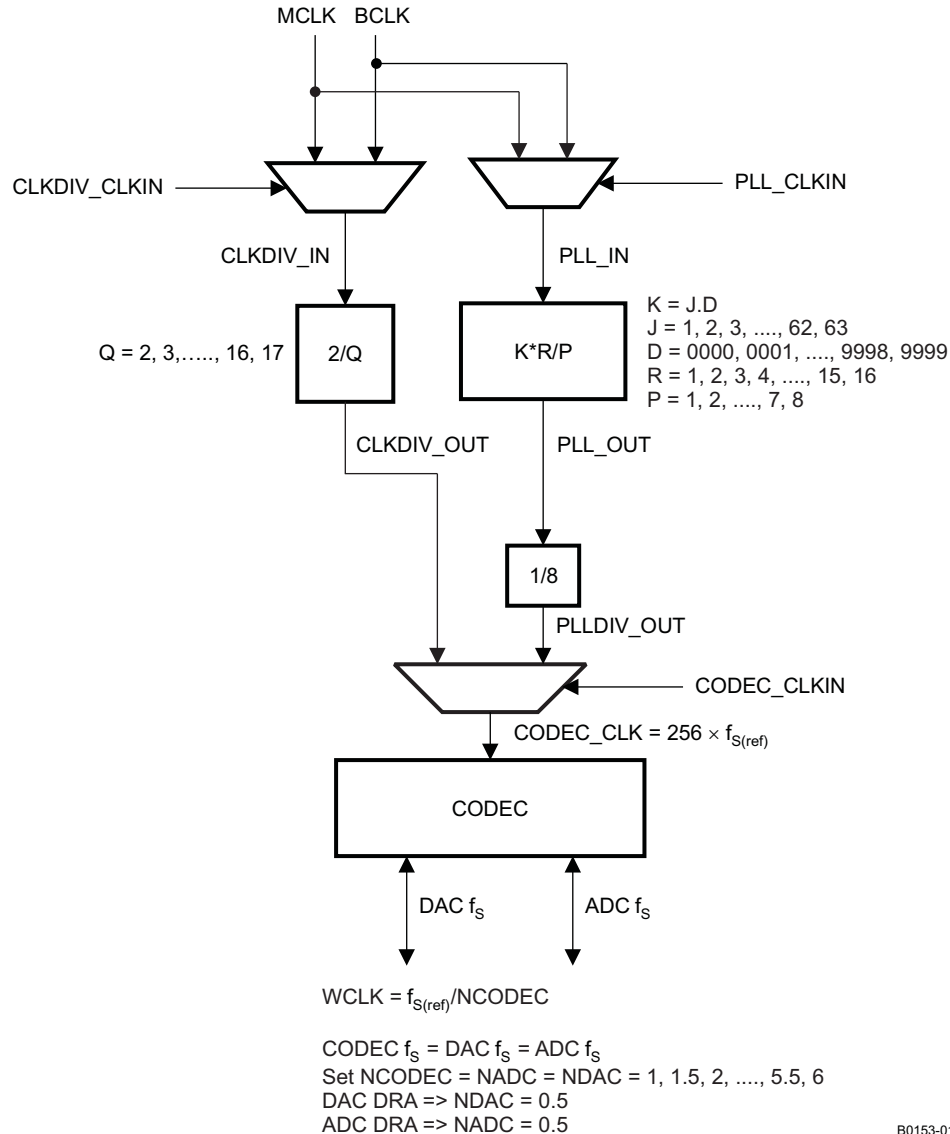 MCLK BCLK
CLKDIV_CLKIN
PLL_CLKIN
CLKDIV_IN
PLL_IN
Q = 2, 3,....., 16, 17
2/Q
K*R/P
K = J.D
J = 1, 2, 3, ...., 62, 63
D = 0000, 0001, ...., 9998, 9999
R = 1, 2, 3, 4, ...., 15, 16
P = 1, 2, ...., 7, 8
CLKDIV_OUT
PLL_OUT
1/8
PLLDIV_OUT
CODEC_CLKIN
CODEC_CLK = 256 × fS(ref)
CODEC
DAC fS
ADC fS
WCLK = fS(ref)/NCODEC
CODEC fS = DAC fS = ADC fS
Set NCODEC = NADC = NDAC = 1, 1.5, 2, ...., 5.5, 6
DAC DRA => NDAC = 0.5
ADC DRA => NADC = 0.5